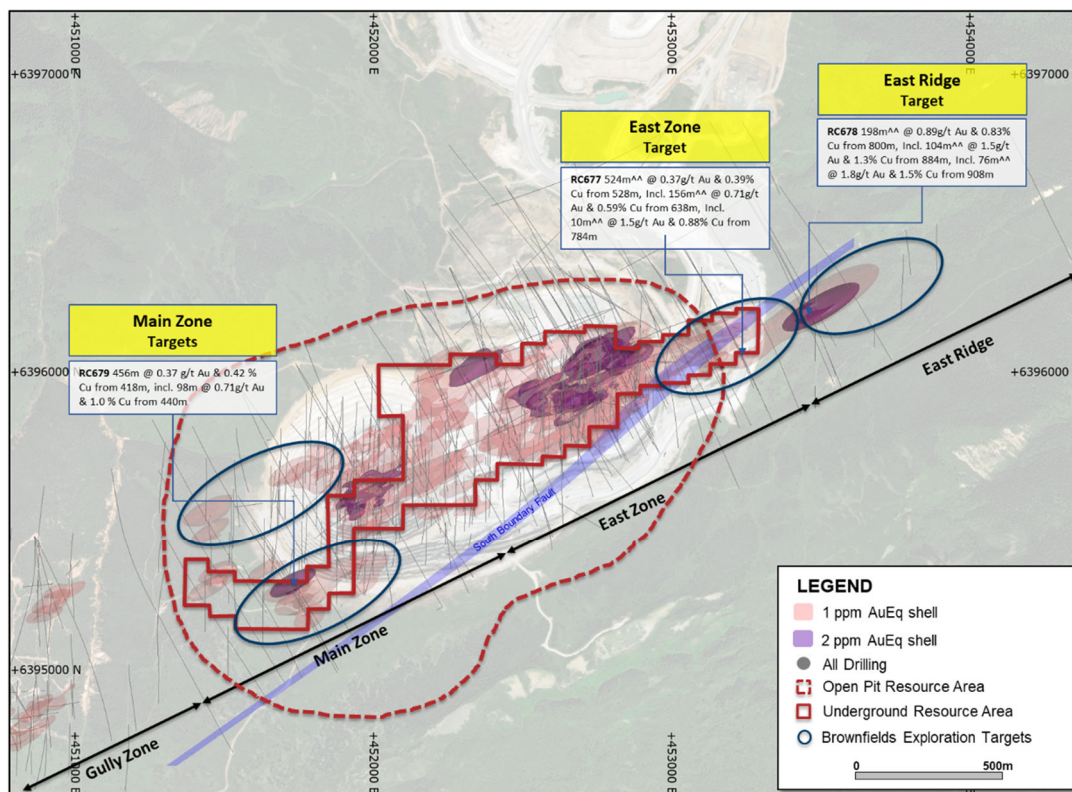 +451000 E
+452000 E
+453000 E
+454000 E
+6397000 N
+6397000
East Ridge
Target
RC678 198m^^ @ 0.89g/t Au & 0.83%
Cu from 800m, Incl. 104m^^ @ 1.5g/t
Au & 1.3% Cu from 884m, Incl. 76m^^
@ 1.8g/t Au & 1.5% Cu from 908m
East Zone
Target
RC677 524m^^ @ 0.37g/t Au & 0.39%
Cu from 528m, Incl. 156m^^ @ 0.71g/t
Au & 0.59% Cu from 638m, Incl.
10m^^ @ 1.5g/t Au & 0.88% Cu from
784m
Main Zone
Targets
RC679 456m @ 0.37 g/t Au & 0.42 %
Cu from 418m, incl. 98m @ 0.71g/t Au
& 1.0 % Cu from 440m
+6396000 N
+6396000
East Ridge
South Boundary Fault
East Zone
Main Zone
+6395000 N
Gully Zone
+451000 E
+452000 E
+453000 E
LEGEND
1 ppm AuEq shell
2 ppm AuEq shell
All Drilling
Open Pit Resource Area
Underground Resource Area
Brownfields Exploration Targets
0 500m